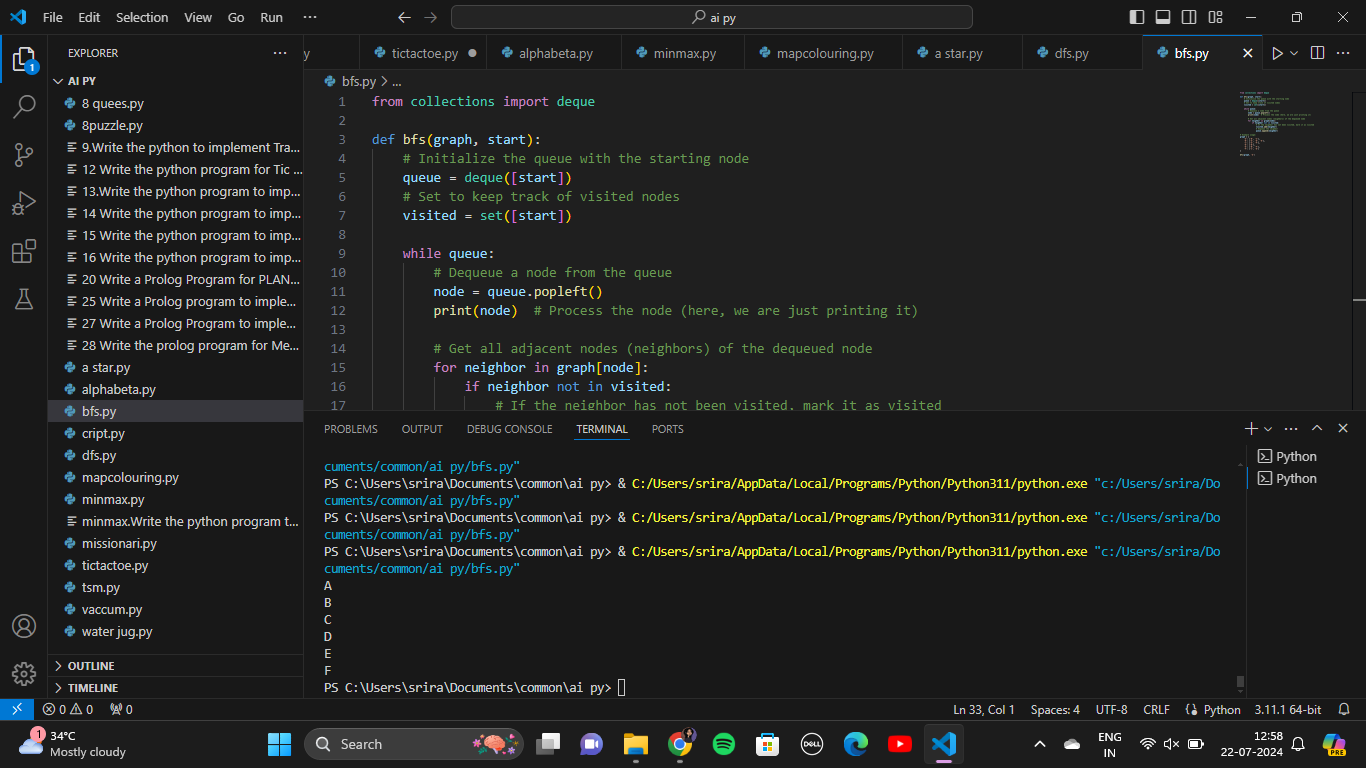 File Edit Selection View Go Run ··· ai py
EXPLORER ···
AI PY
8 quees.py
8puzzle.py
9.Write the python to implement Tra...
12 Write the python program for Tic ...
13.Write the python program to imp...
14 Write the python program to imp...
15 Write the python program to imp...
16 Write the python program to imp...
20 Write a Prolog Program for PLAN...
25 Write a Prolog program to imple...
27 Write a Prolog Program to imple...
28 Write the prolog program for Me...
a star.py
alphabeta.py
bfs.py
cript.py
dfs.py
mapcolouring.py
minmax.py
minmax.Write the python program t...
missionari.py
tictactoe.py
tsm.py
vaccum.py
water jug.py
OUTLINE
TIMELINE
1
y tictactoe.py alphabeta.py minmax.py mapcolouring.py a star.py dfs.py bfs.py
bfs.py > ...
1 from collections import deque
2
3 def bfs(graph, start):
4 # Initialize the queue with the starting node
5 queue = deque([start])
6 # Set to keep track of visited nodes
7 visited = set([start])
8
9 while queue:
10 # Dequeue a node from the queue
11 node = queue.popleft()
12 print(node) # Process the node (here, we are just printing it)
13
14 # Get all adjacent nodes (neighbors) of the dequeued node
15 for neighbor in graph[node]:
16 if neighbor not in visited:
17 # If the neighbor has not been visited, mark it as visited
PROBLEMS OUTPUT DEBUG CONSOLE TERMINAL PORTS
cuments/common/ai py/bfs.py"
PS C:\Users\srira\Documents\common\ai py> & C:/Users/srira/AppData/Local/Programs/Python/Python311/python.exe "c:/Users/srira/Do
cuments/common/ai py/bfs.py"
PS C:\Users\srira\Documents\common\ai py> & C:/Users/srira/AppData/Local/Programs/Python/Python311/python.exe "c:/Users/srira/Do
cuments/common/ai py/bfs.py"
PS C:\Users\srira\Documents\common\ai py> & C:/Users/srira/AppData/Local/Programs/Python/Python311/python.exe "c:/Users/srira/Do
cuments/common/ai py/bfs.py"
A
B
C
D
E
F
PS C:\Users\srira\Documents\common\ai py>
Python
Python
0 0 0 Ln 33, Col 1 Spaces: 4 UTF-8 CRLF Python 3.11.1 64-bit
1 34°C
Mostly cloudy
Search
DELL
ENG
IN
12:58
22-07-2024
PRE